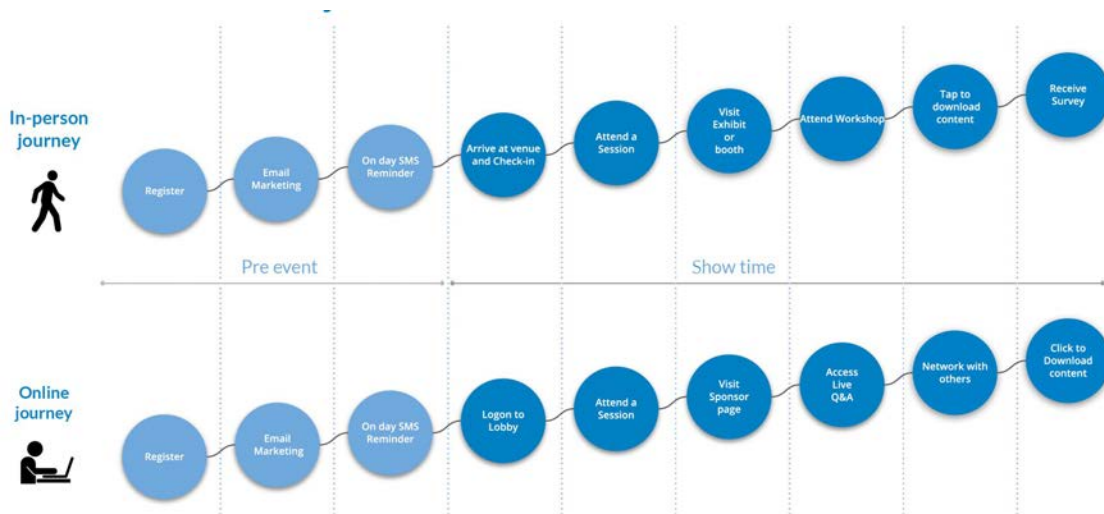 In-person
journey
Register
Email
Marketing
On day SMS
Reminder
Arrive at venue
and Check-in
Attend a
Session
Visit
Exhibit
or
booth
Attend Workshop
Tap to
download
content
Receive
Survey
Pre event
Show time
Online
journey
Register
Email
Marketing
On day SMS
Reminder
Logon to
Lobby
Attend a
Session
Visit
Sponsor
page
Access
Live
Q&A
Network with
others
Click to
Download
content